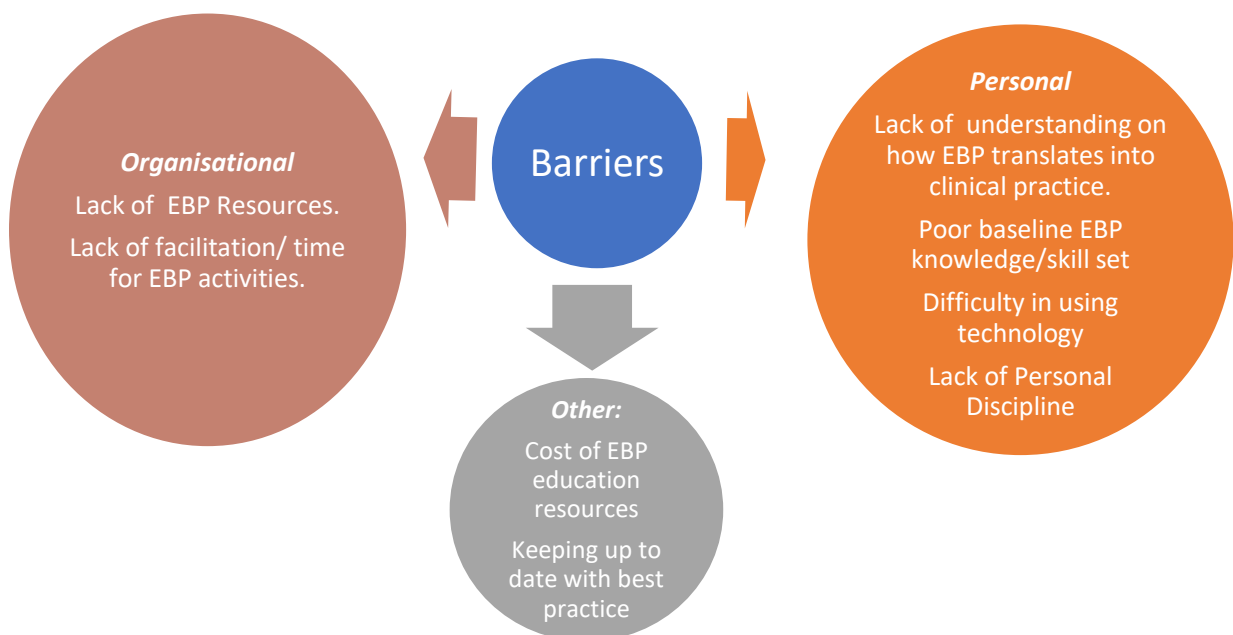 Barriers
Organisational
Lack of  EBP Resources.
Lack of facilitation/ time
for EBP activities.
Personal
Lack of  understanding on
how EBP translates into
clinical practice.
Poor baseline EBP
knowledge/skill set
Difficulty in using
technology
Lack of Personal
Discipline
Other:
Cost of EBP
education
resources
Keeping up to
date with best
practice